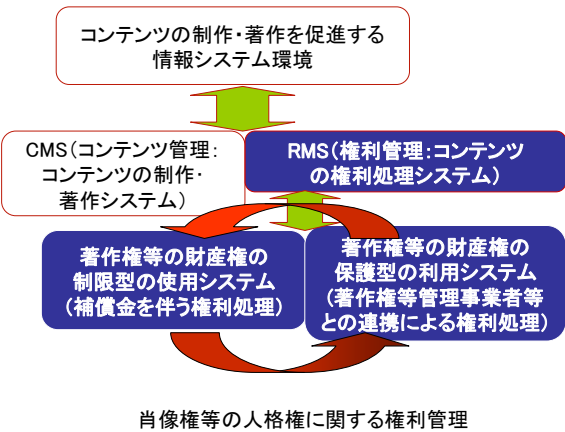 コンテンツの制作・著作を促進する
情報システム環境
CMS(コンテンツ管理:
コンテンツの制作・
著作システム)
RMS(権利管理:コンテンツ
の権利処理システム)
著作権等の財産権の
制限型の使用システム
(補償金を伴う権利処理)
著作権等の財産権の
保護型の利用システム
(著作権等管理事業者等
との連携による権利処理)
肖像権等の人格権に関する権利管理